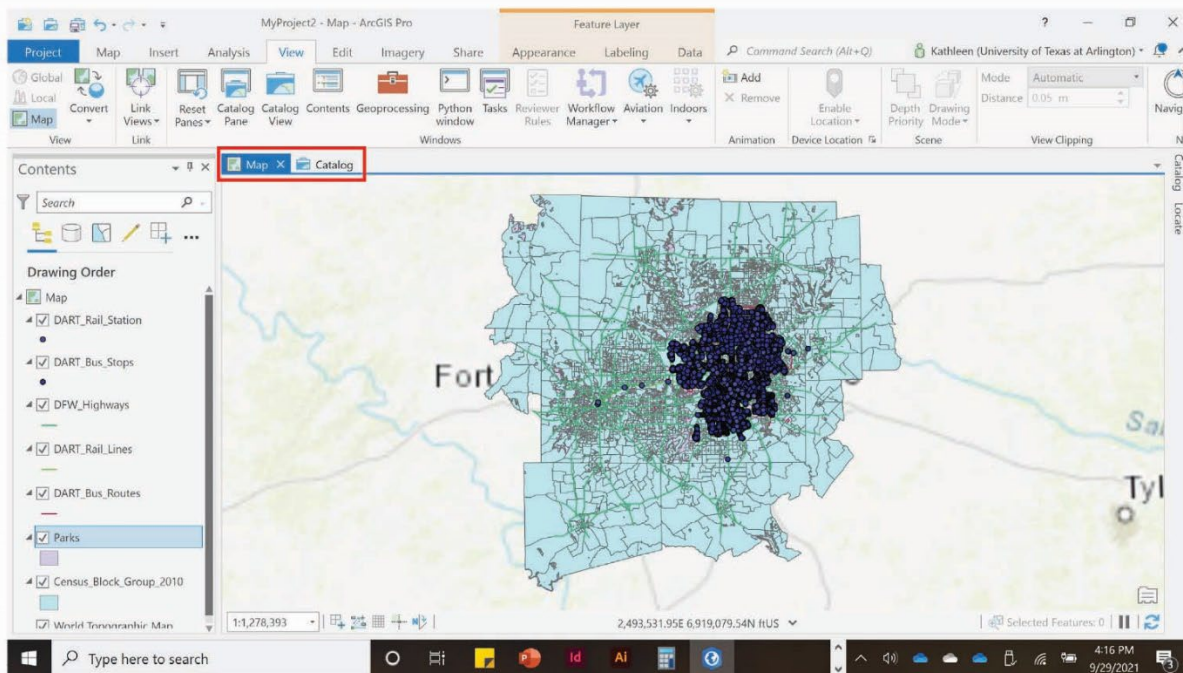 MyProject2 - Map - ArcGIS Pro
Feature Layer
?
Project Map Insert Analysis View Edit Imagery Share Appearance Labeling Data Command Search (Alt+Q) Kathleen (University of Texas at Arlington)
Global
Local
Map
Convert
View
Link Views
Link
Reset Panes
Catalog Pane
Catalog View
Contents
Geoprocessing
Python window
Tasks
Reviewer Rules
Workflow Manager
Aviation
Indoors
Windows
Add
Remove
Animation
Enable Location
Device Location
Depth Priority
Drawing Mode
Scene
Mode Automatic
Distance 0.05 m
View Clipping
Navig
N
Contents
Search
Drawing Order
Map
DART_Rail_Station
DART_Bus_Stops
DFW_Highways
DART_Rail_Lines
DART_Bus_Routes
Parks
Census_Block_Group_2010
World Topographic Map
Map Catalog
Fort
Tyl
Catalog
Locate
1:1,278,393
2,493,531.95E 6,919,079.54N ftUS
Selected Features: 0
Type here to search
Id
Ai
4:16 PM
9/29/2021
3